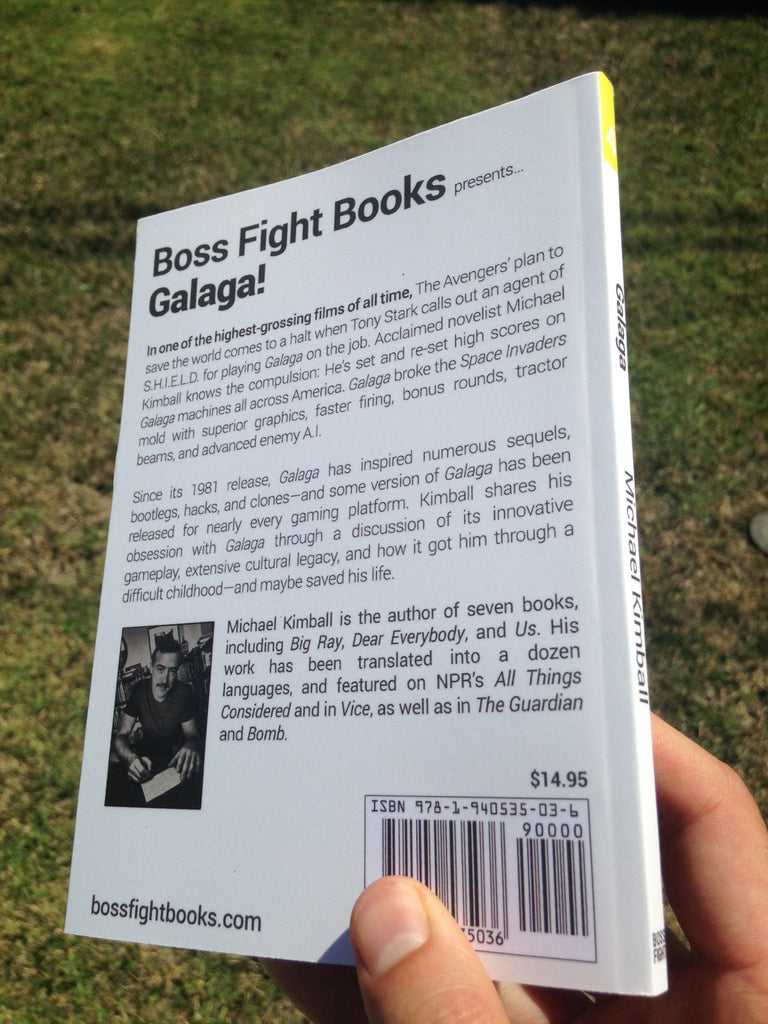 Boss Fight Books presents...
Galaga!
In one of the highest-grossing films of all time, The Avengers' plan to
save the world comes to a halt when Tony Stark calls out an agent of
S.H.I.E.L.D. for playing Galaga on the job. Acclaimed novelist Michael
Kimball knows the compulsion: He's set and re-set high scores on
Galaga machines all across America. Galaga broke the Space Invaders
mold with superior graphics, faster firing, bonus rounds, tractor
beams, and advanced enemy A.I.
Since its 1981 release, Galaga has inspired numerous sequels,
bootlegs, hacks, and clones—and some version of Galaga has been
released for nearly every gaming platform. Kimball shares his
obsession with Galaga through a discussion of its innovative
gameplay, extensive cultural legacy, and how it got him through a
difficult childhood—and maybe saved his life.
Michael Kimball is the author of seven books,
including Big Ray, Dear Everybody, and Us. His
work has been translated into a dozen
languages, and featured on NPR's All Things
Considered and in Vice, as well as in The Guardian
and Bomb.
$14.95
ISBN 978-1-940535-03-6
90000
5036
bossfightbooks.com
Galaga
Michael Kimball
BOSS
FIGHT